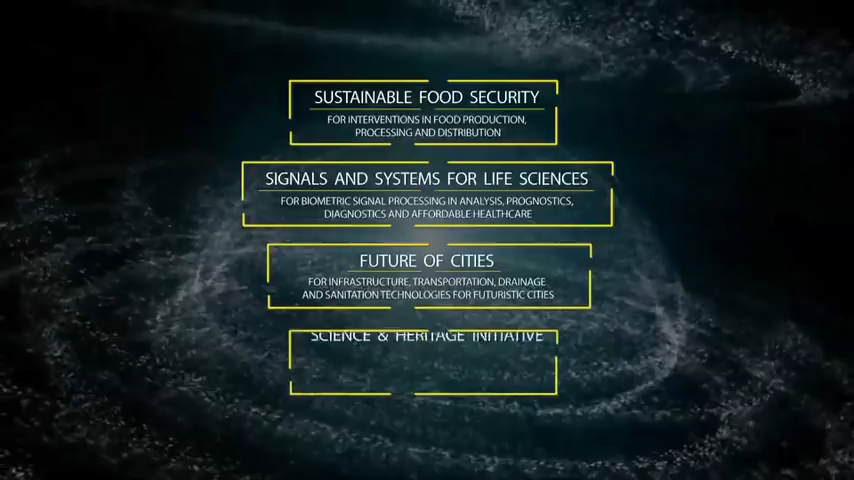 SUSTAINABLE FOOD SECURITY
FOR INTERVENTIONS IN FOOD PRODUCTION,
PROCESSING AND DISTRIBUTION
SIGNALS AND SYSTEMS FOR LIFE SCIENCES
FOR BIOMETRIC SIGNAL PROCESSING IN ANALYSIS, PROGNOSTICS,
DIAGNOSTICS AND AFFORDABLE HEALTHCARE
FUTURE OF CITIES
FOR INFRASTRUCTURE, TRANSPORTATION, DRAINAGE
AND SANITATION TECHNOLOGIES FOR FUTURISTIC CITIES
SCIENCE & HERITAGE INITIATIVE